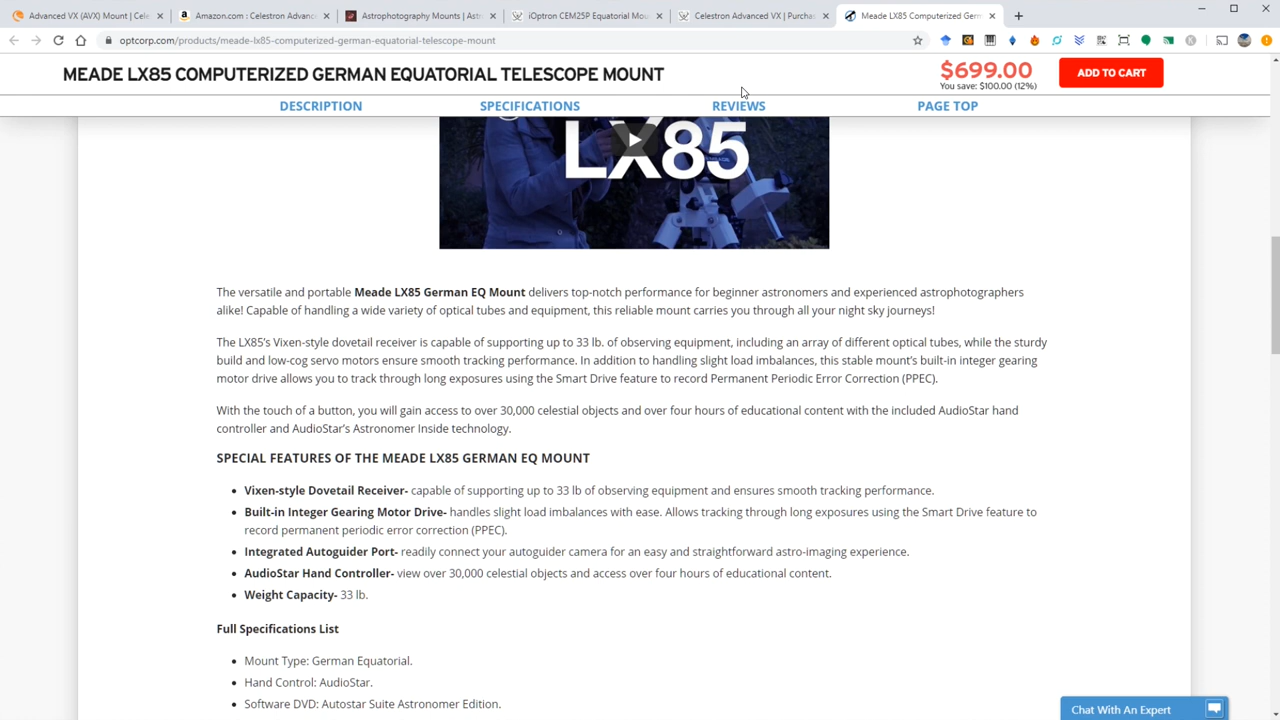 Advanced VX (AVX) Mount | Cele
Amazon.com : Celestron Advanc
Astrophotography Mounts | Astr
iOptron CEM25P Equatorial Mou
Celestron Advanced VX | Purcha
Meade LX85 Computerized Germ
optcorp.com/products/meade-lx85-computerized-german-equatorial-telescope-mount
MEADE LX85 COMPUTERIZED GERMAN EQUATORIAL TELESCOPE MOUNT
$699.00
You save: $100.00 (12%)
ADD TO CART
DESCRIPTION
SPECIFICATIONS
REVIEWS
PAGE TOP
LX85
The versatile and portable Meade LX85 German EQ Mount delivers top-notch performance for beginner astronomers and experienced astrophotographers
alike! Capable of handling a wide variety of optical tubes and equipment, this reliable mount carries you through all your night sky journeys!
The LX85's Vixen-style dovetail receiver is capable of supporting up to 33 lb. of observing equipment, including an array of different optical tubes, while the sturdy
build and low-cog servo motors ensure smooth tracking performance. In addition to handling slight load imbalances, this stable mount's built-in integer gearing
motor drive allows you to track through long exposures using the Smart Drive feature to record Permanent Periodic Error Correction (PPEC).
With the touch of a button, you will gain access to over 30,000 celestial objects and over four hours of educational content with the included AudioStar hand
controller and AudioStar's Astronomer Inside technology.
SPECIAL FEATURES OF THE MEADE LX85 GERMAN EQ MOUNT
Vixen-style Dovetail Receiver- capable of supporting up to 33 lb of observing equipment and ensures smooth tracking performance.
Built-in Integer Gearing Motor Drive- handles slight load imbalances with ease. Allows tracking through long exposures using the Smart Drive feature to
record permanent periodic error correction (PPEC).
Integrated Autoguider Port- readily connect your autoguider camera for an easy and straightforward astro-imaging experience.
AudioStar Hand Controller- view over 30,000 celestial objects and access over four hours of educational content.
Weight Capacity- 33 lb.
Full Specifications List
Mount Type: German Equatorial.
Hand Control: AudioStar.
Software DVD: Autostar Suite Astronomer Edition.
Chat With An Expert